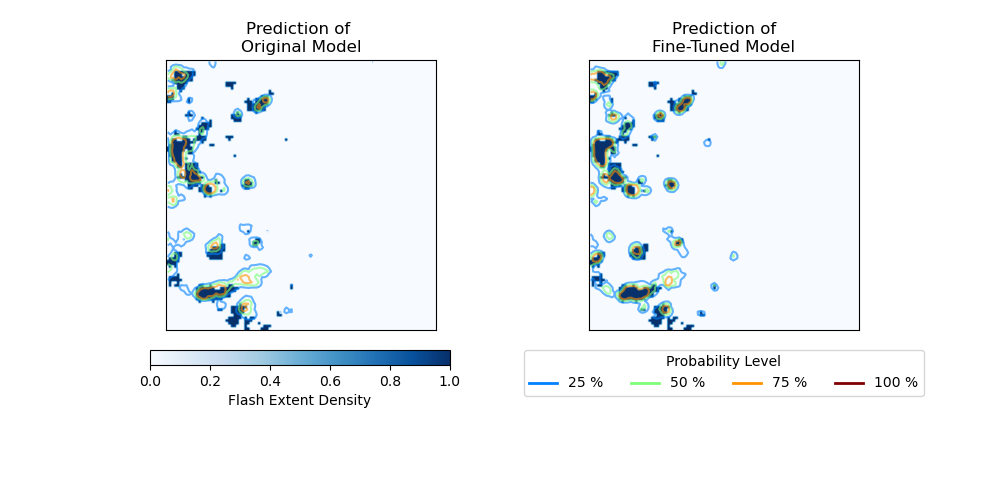 Prediction of
Original Model
Prediction of
Fine-Tuned Model
0.0 0.2 0.4 0.6 0.8 1.0
Flash Extent Density
Probability Level
25 % 50 % 75 % 100 %